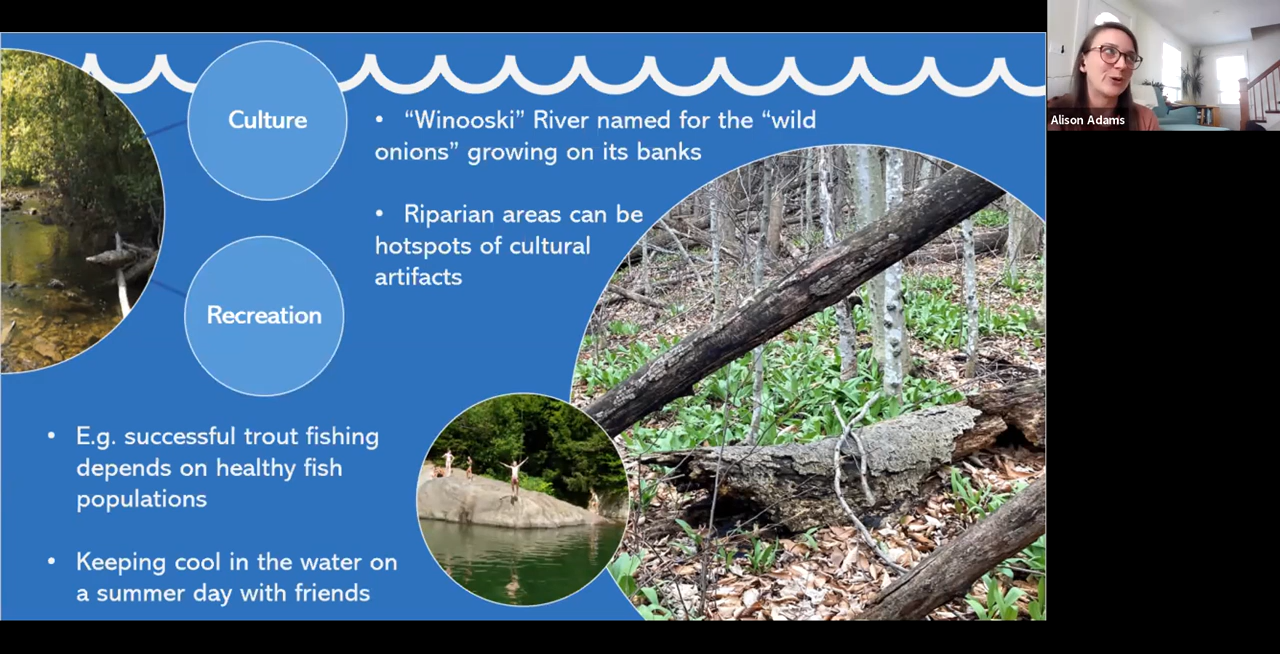 Culture
• “Winooski” River named for the “wild
onions” growing on its banks
• Riparian areas can be
hotspots of cultural
artifacts
Recreation
• E.g. successful trout fishing
depends on healthy fish
populations
• Keeping cool in the water on
a summer day with friends
Alison Adams